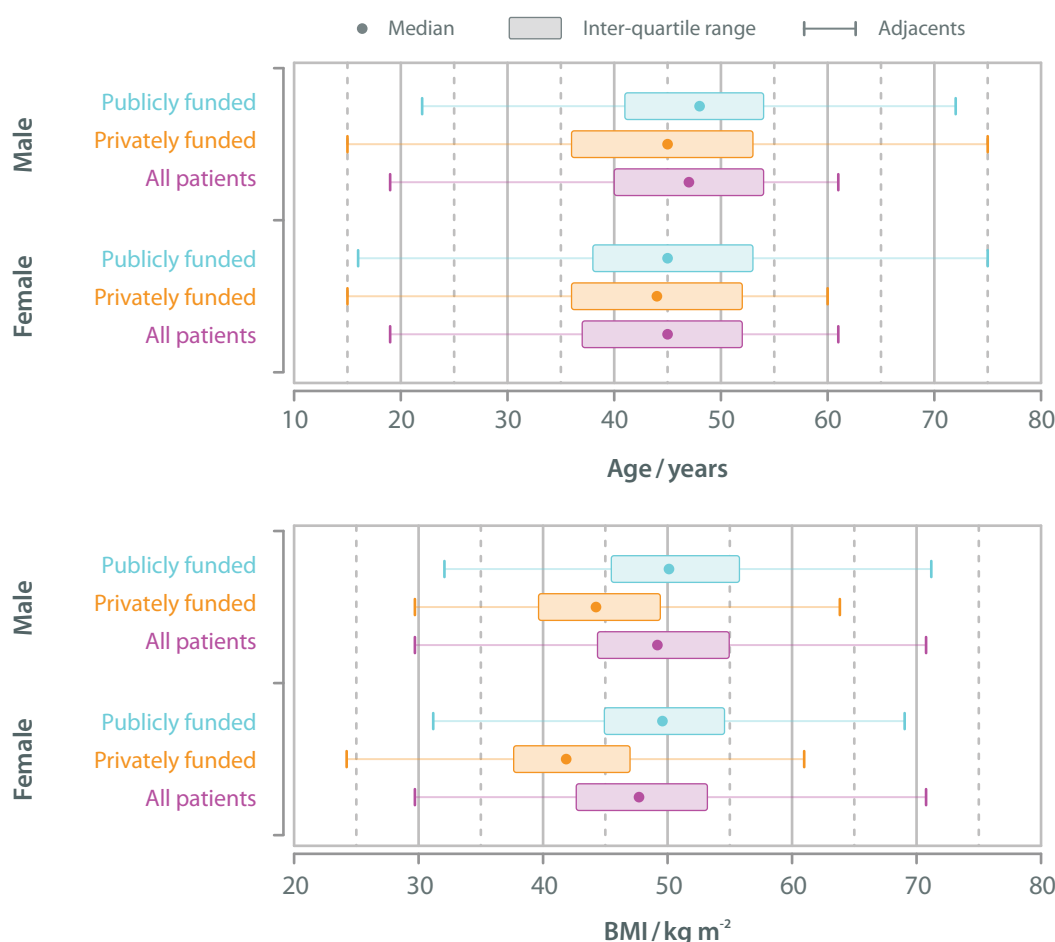 Median Inter-quartile range Adjacents
Male
Publicly funded
Privately funded
All patients
Female
Publicly funded
Privately funded
All patients
10 20 30 40 50 60 70 80
Age / years
Male
Publicly funded
Privately funded
All patients
Female
Publicly funded
Privately funded
All patients
20 30 40 50 60 70 80
BMI / kg m⁻²